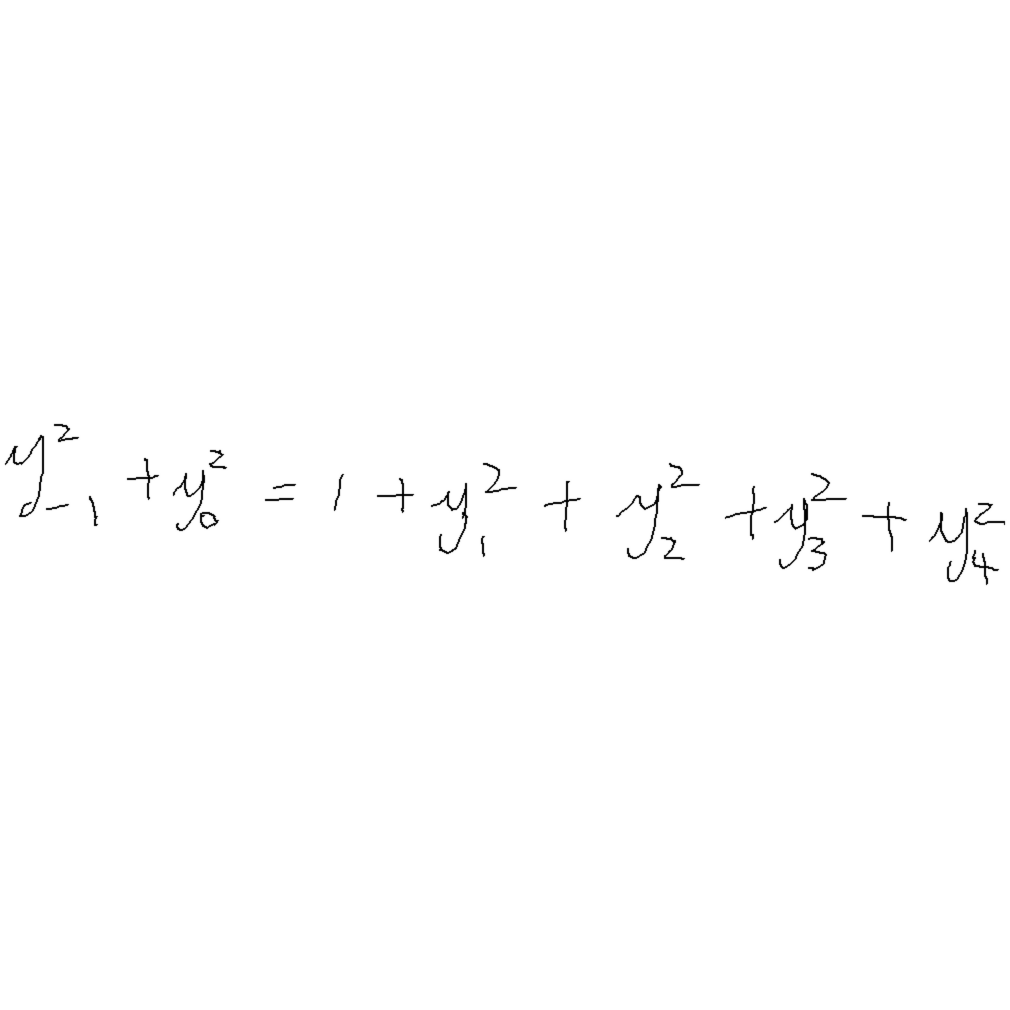 y_{-1}^2 + y_0^2 = 1 + y_1^2 + y_2^2 + y_3^2 + y_4^2